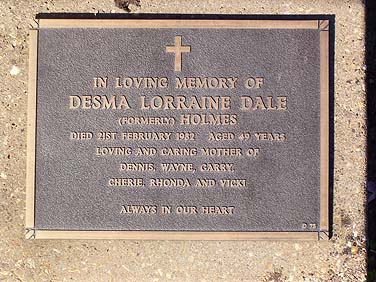 IN LOVING MEMORY OF
DESMA LORRAINE DALE
(FORMERLY) HOLMES
DIED 21ST FEBRUARY 1982 AGED 49 YEARS
LOVING AND CARING MOTHER OF
DENNIS, WAYNE, GARRY,
CHERIE, RHONDA AND VICKI
ALWAYS IN OUR HEART
D 73